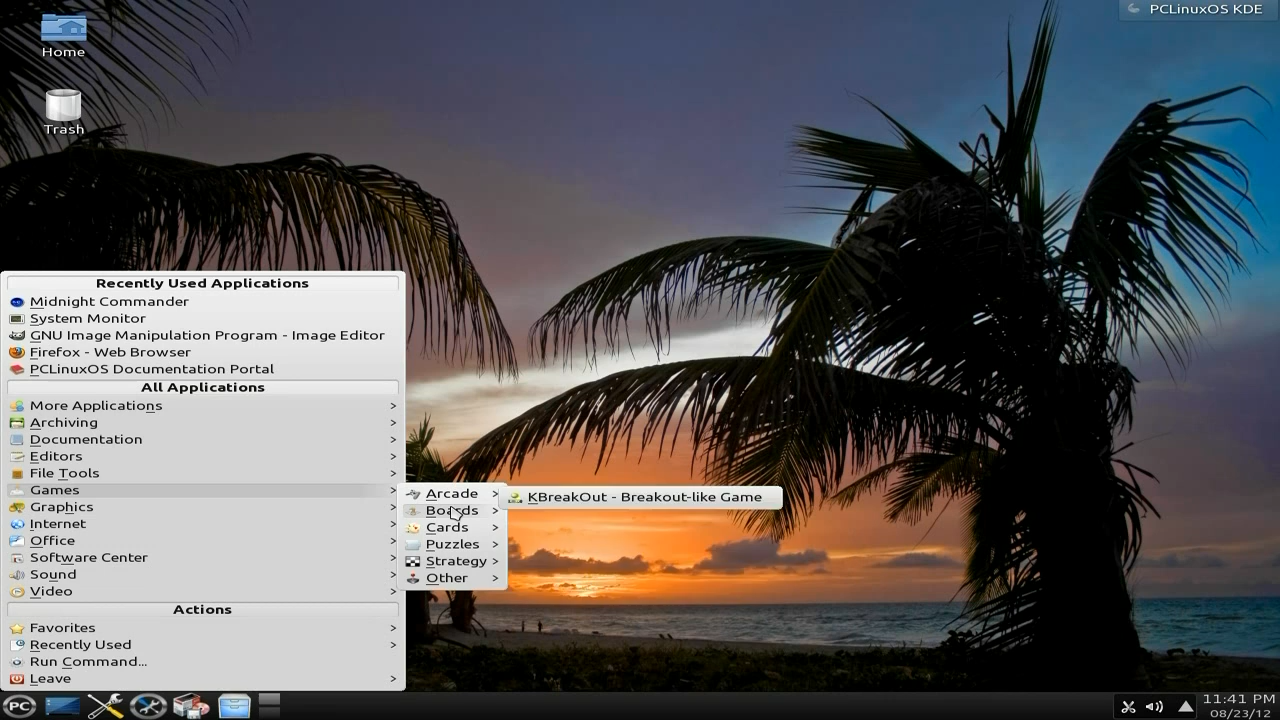 PCLinuxOS KDE
Home
Trash
Recently Used Applications
Midnight Commander
System Monitor
GNU Image Manipulation Program - Image Editor
Firefox - Web Browser
PCLinuxOS Documentation Portal
All Applications
More Applications >
Archiving >
Documentation >
Editors >
File Tools >
Games >
Graphics >
Internet >
Office >
Software Center >
Sound >
Video >
Arcade >
Boards >
Cards >
Puzzles >
Strategy >
Other >
KBreakOut - Breakout-like Game
Actions
Favorites >
Recently Used >
Run Command...
Leave >
PC
11:41 PM
08/23/12